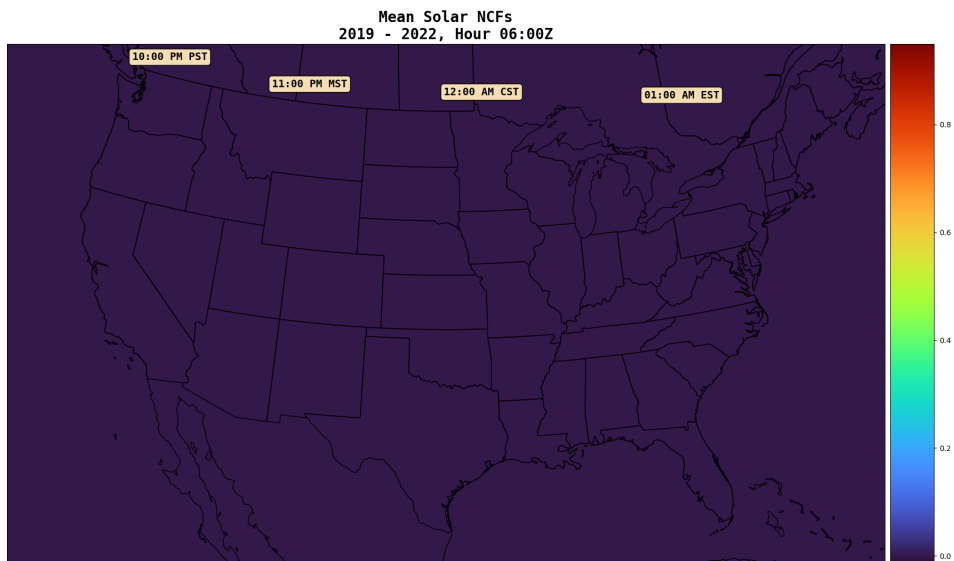 Mean Solar NCFs
2019 - 2022, Hour 06:00Z
10:00 PM PST
11:00 PM MST
12:00 AM CST
01:00 AM EST
0.8
0.6
0.4
0.2
0.0